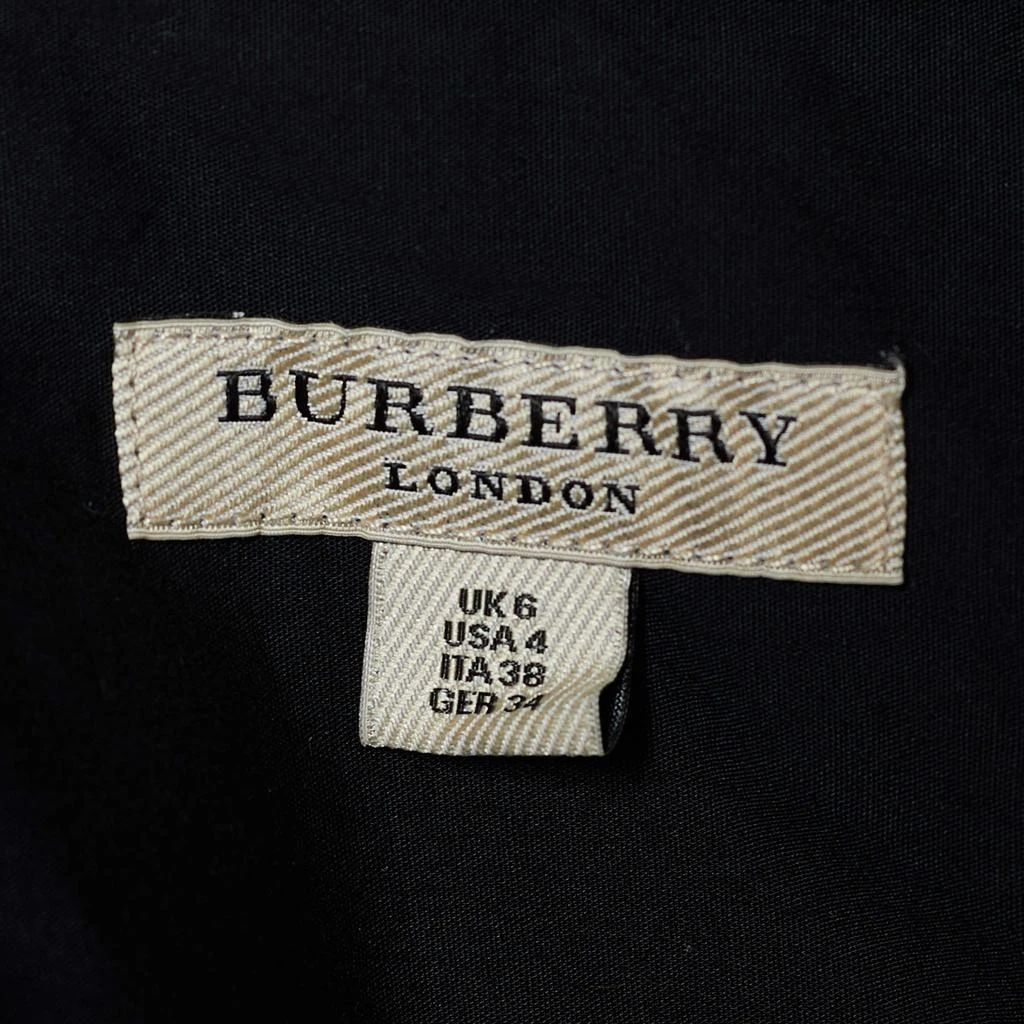 BURBERRY
LONDON
UK 6
USA 4
ITA 38
GER 34